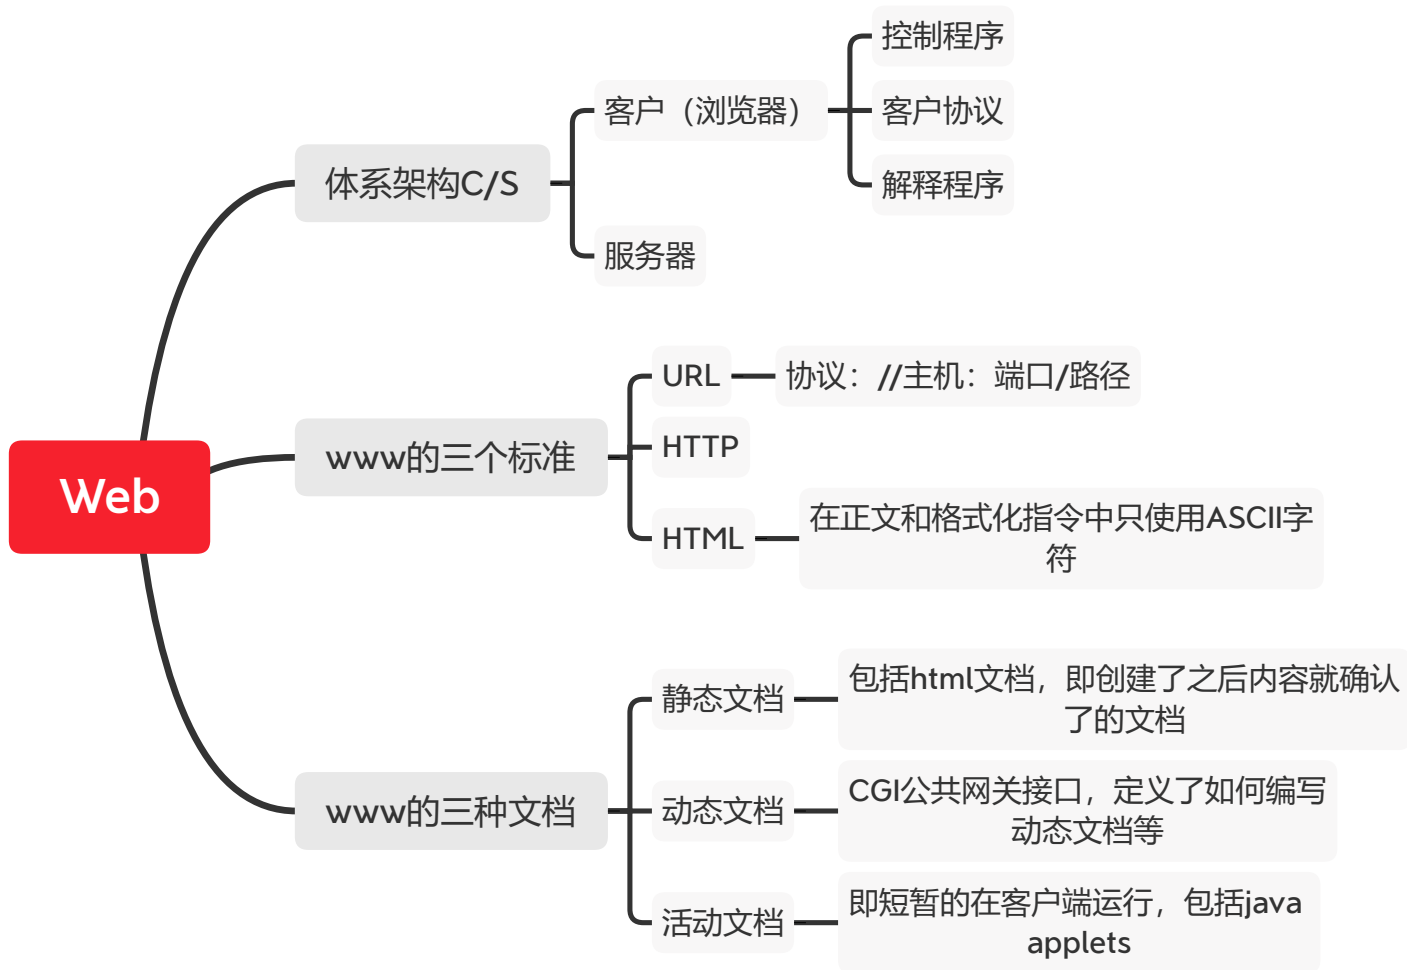 Web
体系架构C/S
客户（浏览器）
控制程序
客户协议
解释程序
服务器
www的三个标准
URL
协议：//主机：端口/路径
HTTP
HTML
在正文和格式化指令中只使用ASCII字
符
www的三种文档
静态文档
包括html文档，即创建了之后内容就确认
了的文档
动态文档
CGI公共网关接口，定义了如何编写
动态文档等
活动文档
即短暂的在客户端运行，包括java
applets